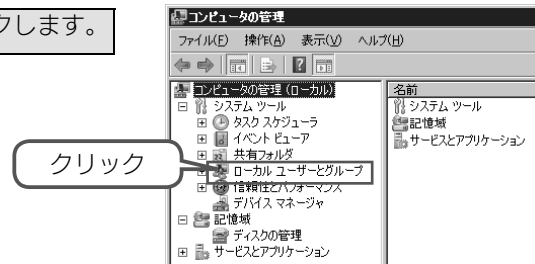 クします。
コンピュータの管理
ファイル(F) 操作(A) 表示(V) ヘルプ(H)
コンピュータの管理 (ローカル)
システム ツール
タスク スケジューラ
イベント ビューア
共有フォルダ
ローカル ユーザーとグループ
信頼性とパフォーマンス
デバイス マネージャ
記憶域
ディスクの管理
サービスとアプリケーション
名前
システム ツール
記憶域
サービスとアプリケーション
クリック